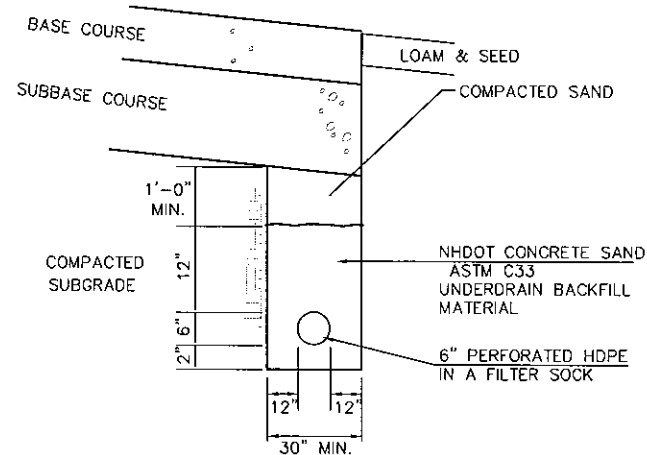 BASE COURSE
LOAM & SEED
SUBBASE COURSE
COMPACTED SAND
1'-0"
MIN.
12"
COMPACTED
SUBGRADE
NHDOT CONCRETE SAND
ASTM C33
UNDERDRAIN BACKFILL
MATERIAL
6"
2"
6" PERFORATED HDPE
IN A FILTER SOCK
12" 12"
30" MIN.